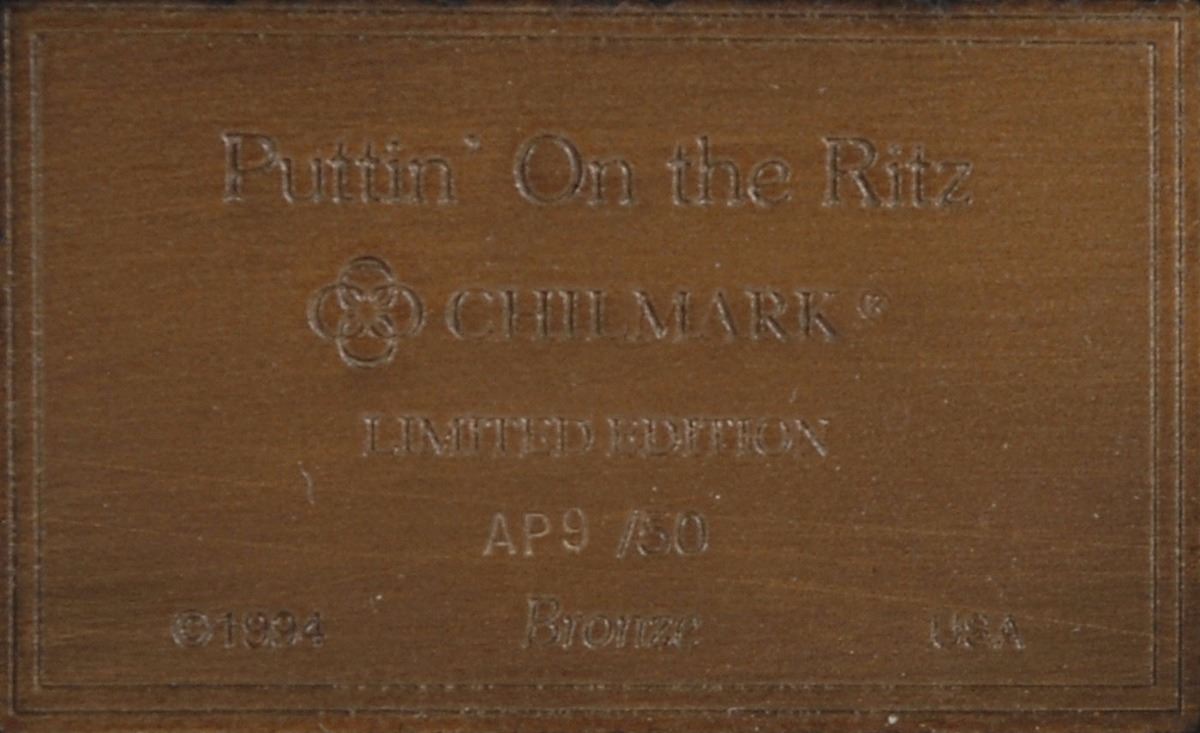 Puttin' On the Ritz
CHILMARK ®
LIMITED EDITION
AP9 /50
©1994 Bronze USA